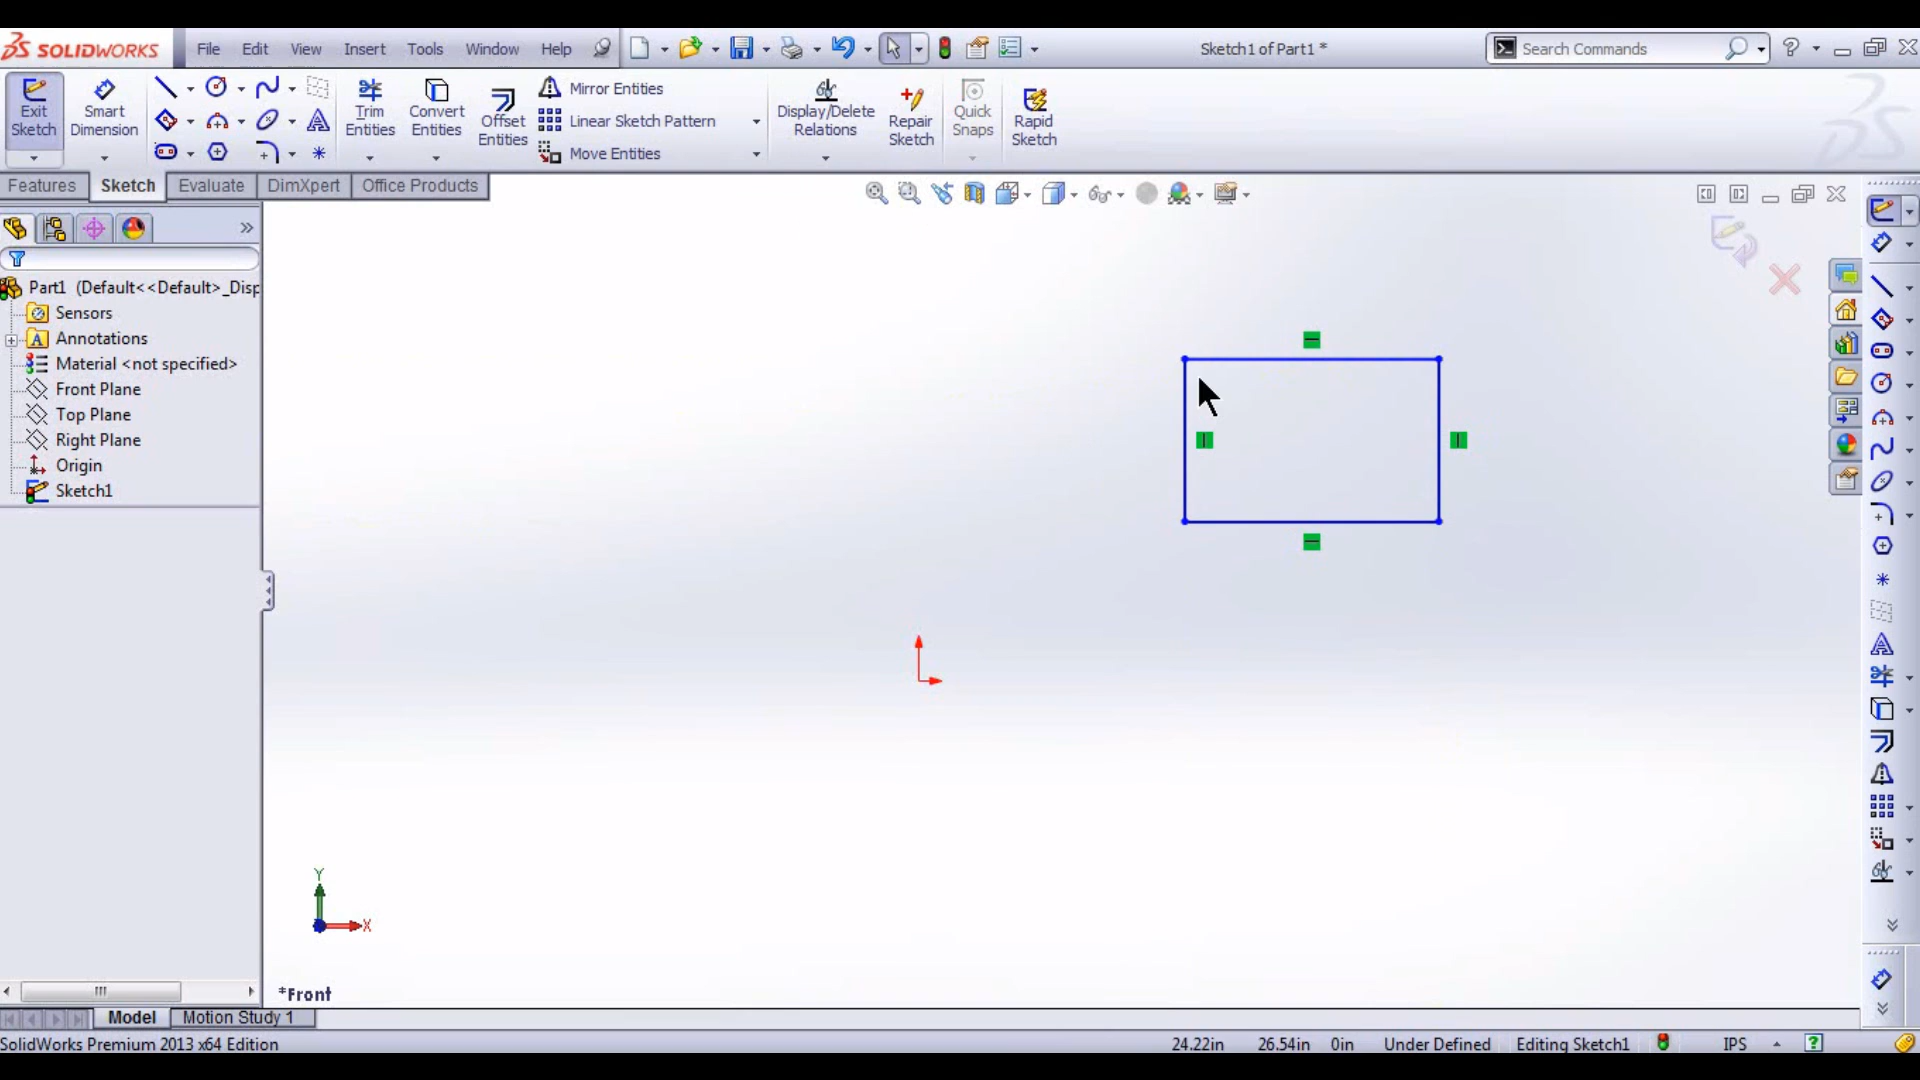 SOLIDWORKS File Edit View Insert Tools Window Help Sketch1 of Part1 * Search Commands
Exit Sketch
Smart Dimension
Trim Entities
Convert Entities
Offset Entities
Mirror Entities
Linear Sketch Pattern
Move Entities
Display/Delete Relations
Repair Sketch
Quick Snaps
Rapid Sketch
Features Sketch Evaluate DimXpert Office Products
Part1 (Default<<Default>_Disp
Sensors
Annotations
Material <not specified>
Front Plane
Top Plane
Right Plane
Origin
Sketch1
Y
X
*Front
Model Motion Study 1
SolidWorks Premium 2013 x64 Edition 24.22in 26.54in 0in Under Defined Editing Sketch1 IPS